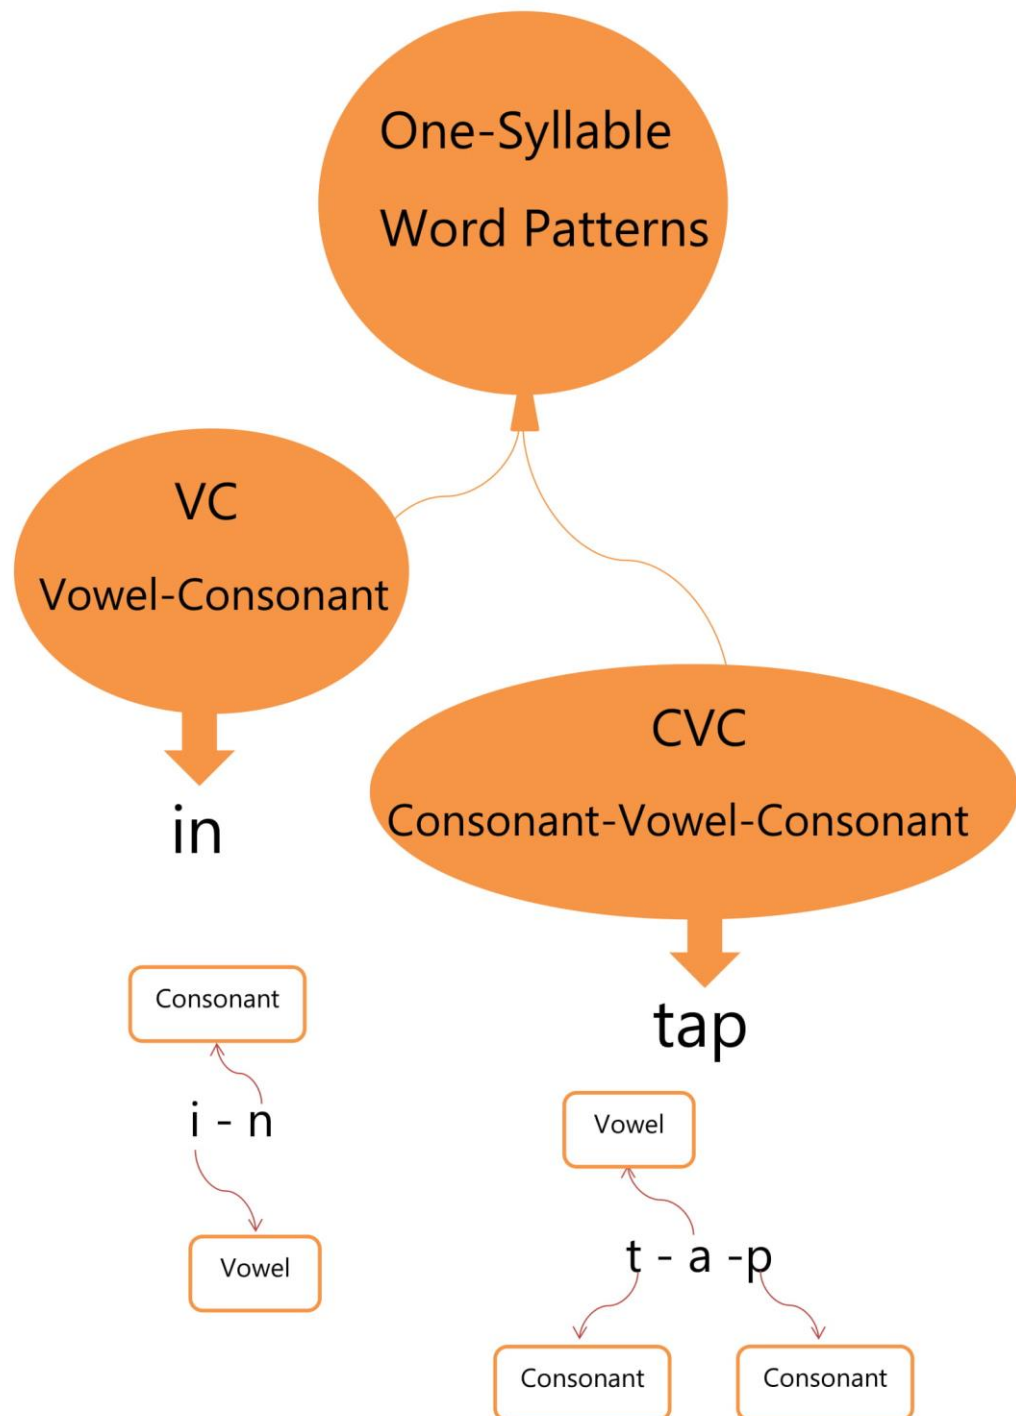 One-Syllable
Word Patterns
VC
Vowel-Consonant
in
Consonant
i - n
Vowel
CVC
Consonant-Vowel-Consonant
tap
Vowel
t - a -p
Consonant
Consonant